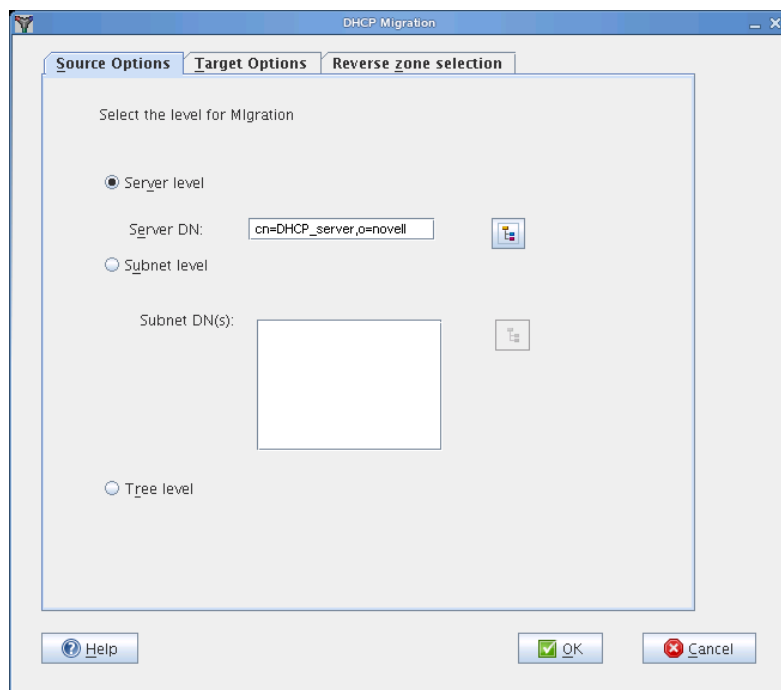 DHCP Migration
Source Options Target Options Reverse zone selection
Select the level for MIgration
Server level
Server DN: cn=DHCP_server,o=novell
Subnet level
Subnet DN(s):
Tree level
Help OK Cancel